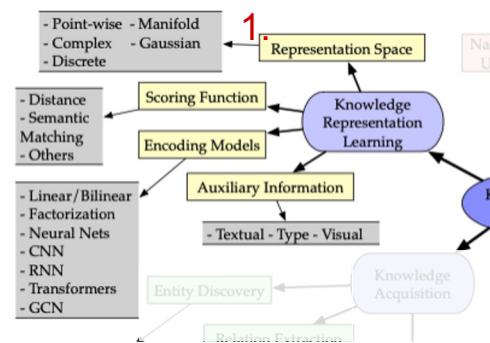 - Point-wise - Manifold
- Complex - Gaussian
- Discrete
1.
Representation Space
Scoring Function
- Distance
- Semantic
Matching
- Others
Knowledge
Representation
Learning
Encoding Models
Auxiliary Information
- Linear/Bilinear
- Factorization
- Neural Nets
- CNN
- RNN
- Transformers
- GCN
- Textual - Type - Visual
Knowledge
Acquisition
Entity Discovery
Relation Extraction